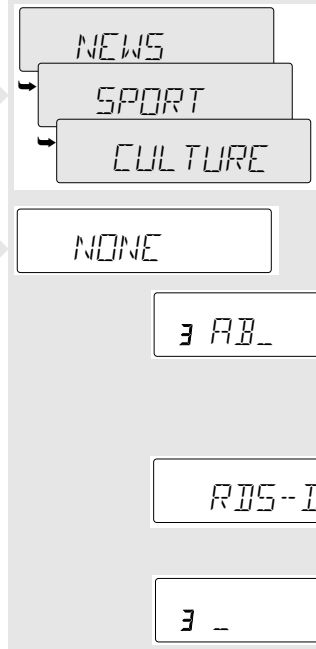 NEWS
SPORT
CULTURE
NONE
3 AB_
RDS-
3 _